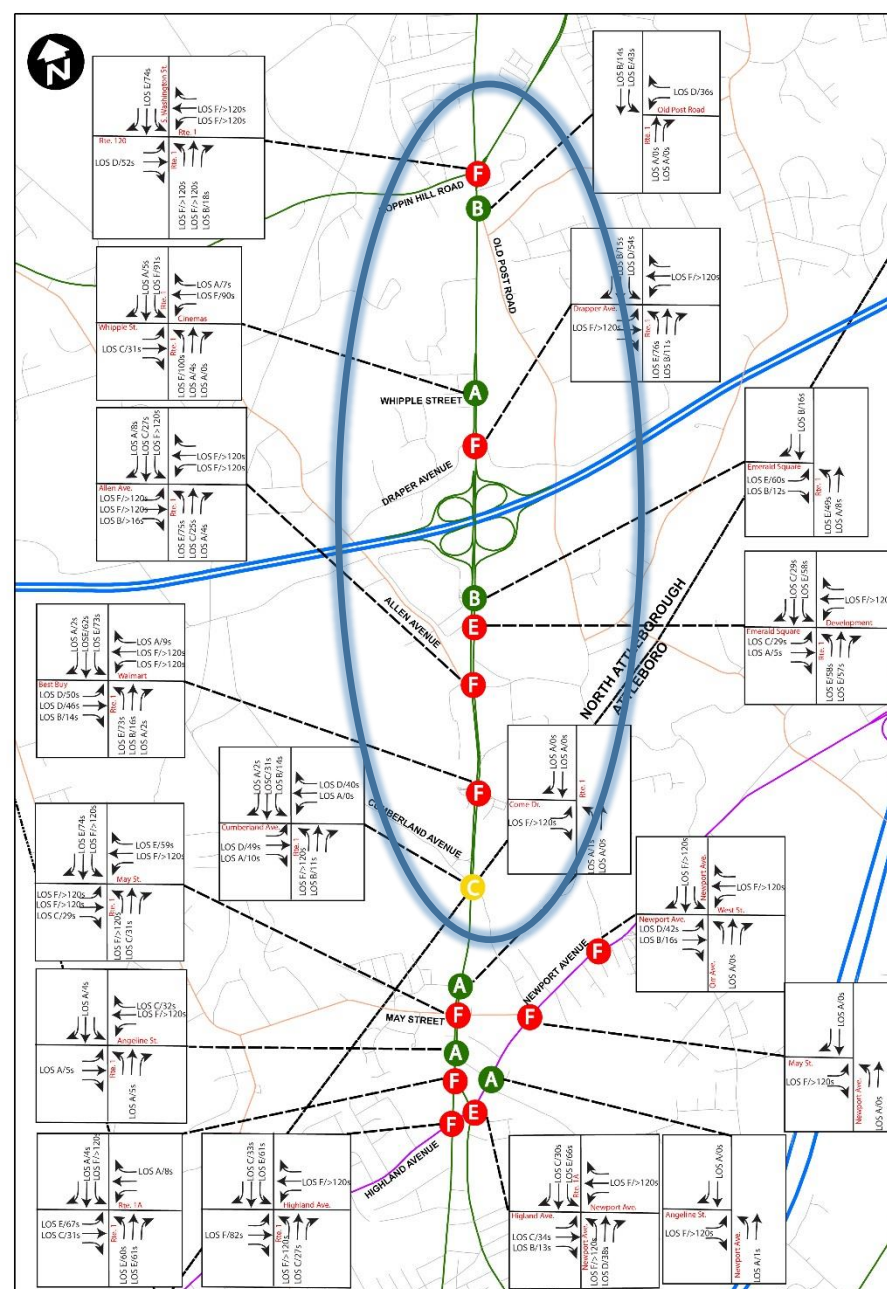 N
LOS E/74s
S. Washington St.
LOS F/>120s
LOS F/>120s
Rte. 120
Rte. 1
LOS D/52s
LOS F/>120s
LOS F/>120s
LOS B/18s
LOS B/14s
LOS E/43s
LOS D/36s
Old Post Road
Rte. 1
LOS A/0s
LOS A/0s
F
OPPIN HILL ROAD
B
OLD POST ROAD
LOS A/5s
LOS F/91s
Rte. 1
LOS A/7s
LOS F/90s
Whipple St.
Cinemas
LOS C/31s
Rte. 1
LOS F/100s
LOS A/4s
LOS A/0s
LOS B/15s
LOS D/54s
LOS F/>120s
Drapper Ave.
LOS F/>120s
Rte. 1
LOS E/76s
LOS B/11s
A
WHIPPLE STREET
F
DRAPER AVENUE
LOS A/8s
LOS C/27s
LOS F/>120s
LOS F/>120s
LOS F/>120s
Allen Ave.
LOS F/>120s
LOS F/>120s
LOS B/>16s
Rte. 1
LOS E/75s
LOS C/25s
LOS A/4s
LOS B/16s
Emerald Square
LOS E/60s
LOS B/12s
Rte. 1
LOS E/49s
LOS A/8s
B
E
ALLEN AVENUE
F
NORTH ATTLEBOROUGH
ATTLEBORO
LOS C/29s
LOS E/58s
LOS F/>120
Development
Emerald Square
LOS C/29s
LOS A/5s
Rte. 1
LOS E/58s
LOS E/57s
LOS A/2s
LOSE/62s
LOS E/73s
LOS A/9s
LOS F/>120s
LOS F/>120s
Best Buy
Walmart
LOS D/50s
LOS D/46s
LOS B/14s
Rte. 1
LOS E/73s
LOS B/16s
LOS A/2s
F
LOS A/2s
LOSC/31s
LOS B/14s
LOS D/40s
LOS A/0s
Cumberland Ave.
LOS D/49s
LOS A/10s
Rte. 1
LOS F/>120s
LOS B/11s
CUMBERLAND AVENUE
C
LOS A/0s
LOS A/0s
Rte. 1
Come Dr.
LOS F/>120s
LOS A/1s
LOS A/0s
LOS E/74s
LOS F/>120s
LOS E/59s
LOS F/>120s
May St.
LOS F/>120s
LOS F/>120s
LOS C/29s
Rte. 1
LOS F/>120s
LOS C/31s
LOS F/>120s
Newport Ave.
LOS F/>120s
Newport Ave.
West St.
LOS D/42s
LOS B/16s
Orr Ave.
LOS A/0s
NEWPORT AVENUE
F
A
MAY STREET
F
F
A
F
A
E
F
HIGHLAND AVENUE
LOS A/4s
LOS C/32s
LOS F/>120s
Angeline St.
LOS A/5s
Rte. 1
LOS A/5s
LOS A/0s
May St.
LOS F/>120s
Newport Ave.
LOS A/0s
LOS A/4s
LOS F/>120s
LOS A/8s
Rte. 1A
LOS E/67s
LOS C/31s
Rte. 1
LOS E/60s
LOS E/61s
LOS C/33s
LOS E/61s
LOS F/>120s
Highland Ave.
LOS F/82s
Rte. 1
LOS F/>120s
LOS C/27s
LOS C/30s
LOS E/66s
Rte. 1A
LOS F/>120s
Higland Ave.
Newport Ave.
LOS C/34s
LOS B/13s
LOS F/>120s
LOS D/38s
LOS A/0s
Angeline St.
LOS F/>120s
Newport Ave.
LOS A/1s